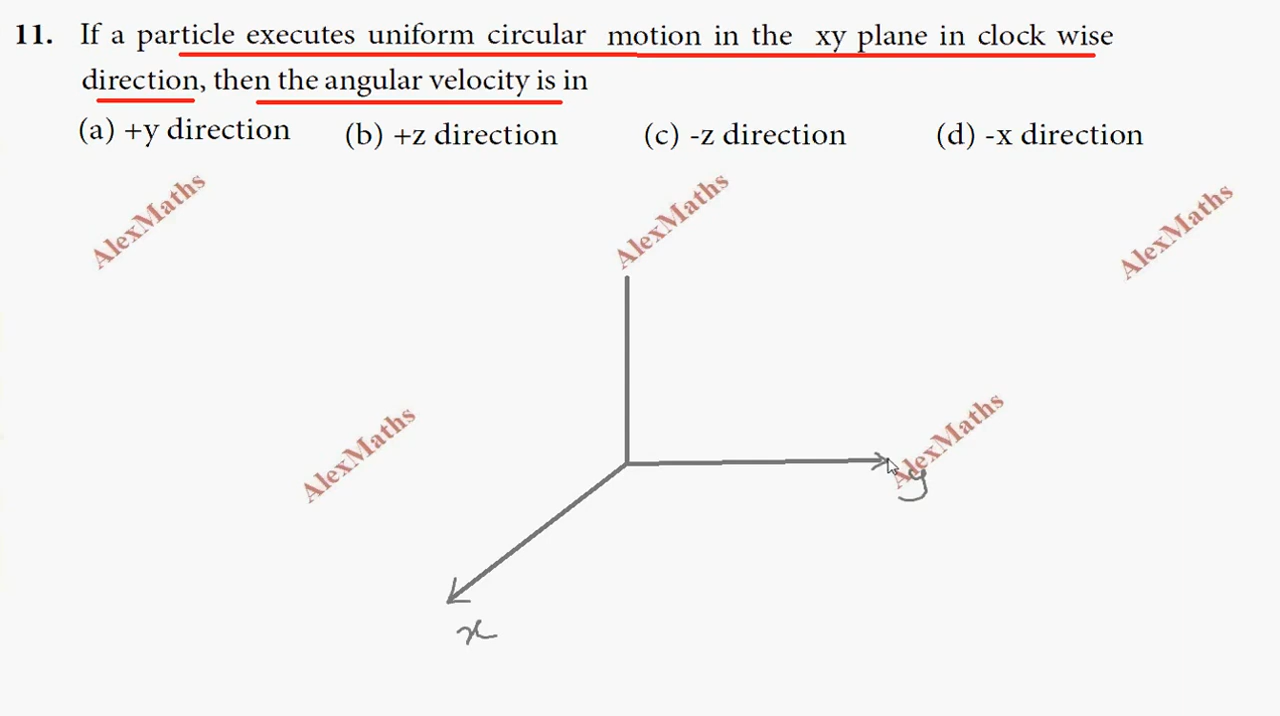 11. If a particle executes uniform circular motion in the xy plane in clock wise
direction, then the angular velocity is in
(a) +y direction (b) +z direction (c) -z direction (d) -x direction
AlexMaths AlexMaths AlexMaths
AlexMaths AlexMaths
y
x